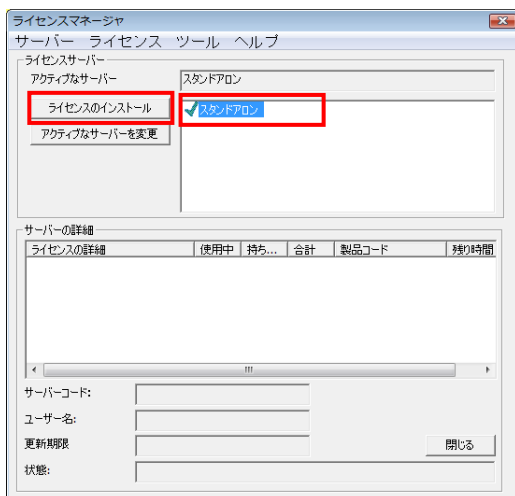 ライセンスマネージャ
サーバー ライセンス ツール ヘルプ
ライセンスサーバー
アクティブなサーバー スタンドアロン
ライセンスのインストール スタンドアロン
アクティブなサーバーを変更
サーバーの詳細
ライセンスの詳細 使用中 持ち... 合計 製品コード 残り時間
サーバーコード:
ユーザー名:
更新期限 閉じる
状態: